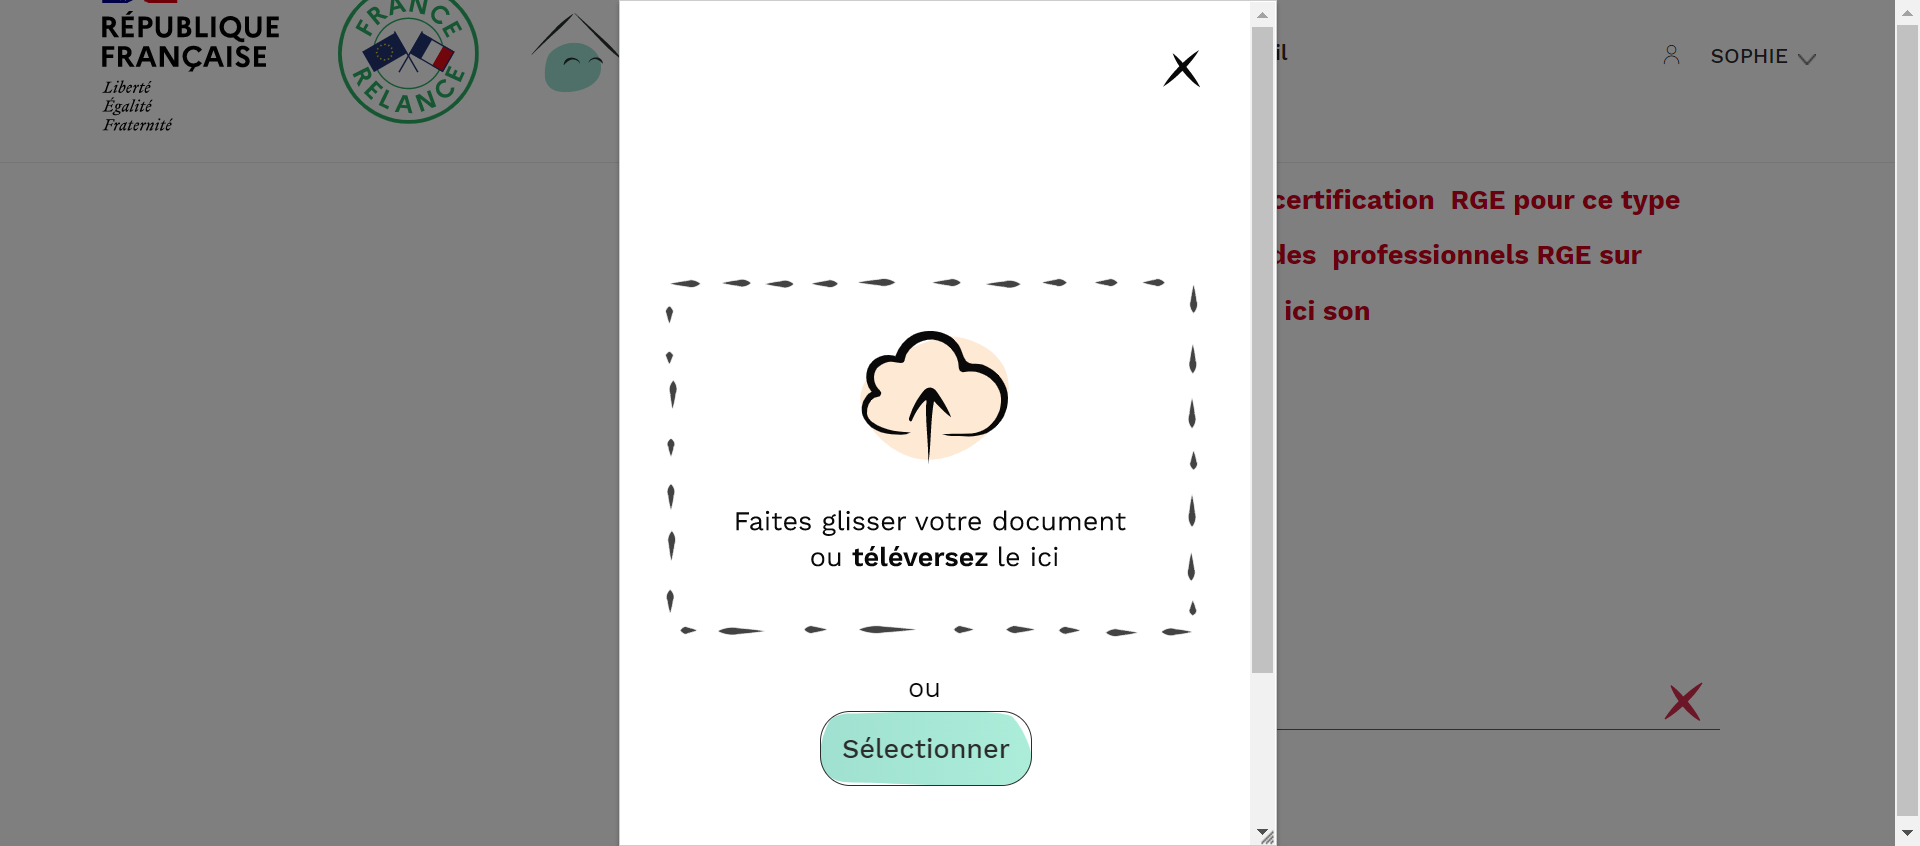 RÉPUBLIQUE
FRANÇAISE
Liberté
Égalité
Fraternité
FRANCE
RELANCE
il
SOPHIE
certification RGE pour ce type
des professionnels RGE sur
ici son
Faites glisser votre document
ou téléversez le ici
ou
Sélectionner